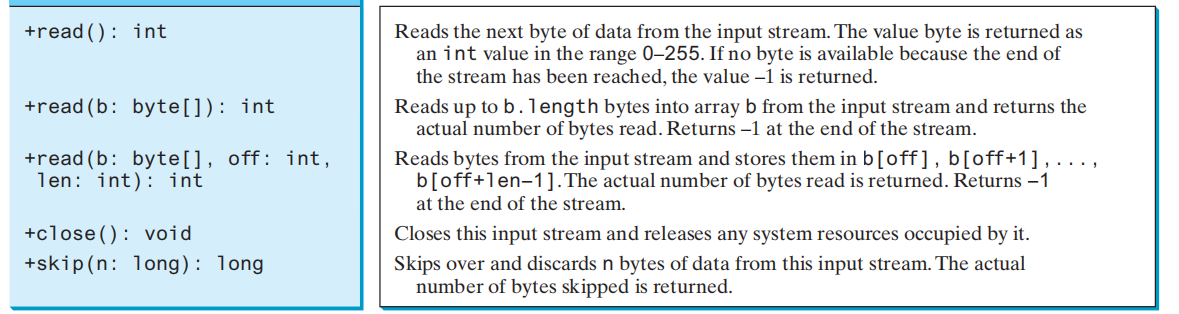 +read(): int
Reads the next byte of data from the input stream. The value byte is returned as
an int value in the range 0–255. If no byte is available because the end of
the stream has been reached, the value –1 is returned.
+read(b: byte[]): int
Reads up to b.length bytes into array b from the input stream and returns the
actual number of bytes read. Returns –1 at the end of the stream.
+read(b: byte[], off: int,
len: int): int
Reads bytes from the input stream and stores them in b[off], b[off+1], . . . ,
b[off+len–1]. The actual number of bytes read is returned. Returns –1
at the end of the stream.
+close(): void
Closes this input stream and releases any system resources occupied by it.
+skip(n: long): long
Skips over and discards n bytes of data from this input stream. The actual
number of bytes skipped is returned.